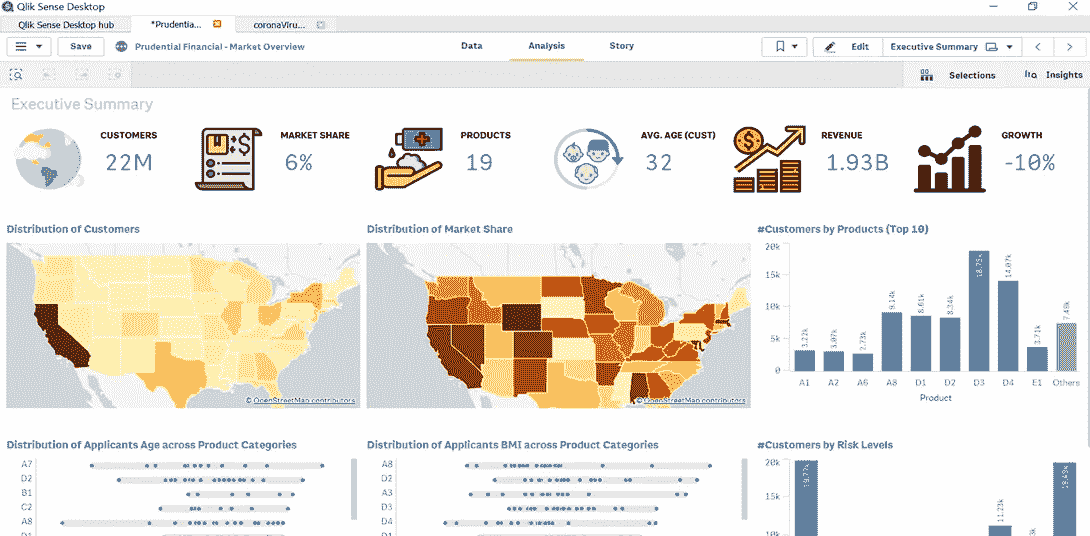 Qlik Sense Desktop
Qlik Sense Desktop hub
*Prudentia...
coronaViru...
Save
Prudential Financial - Market Overview
Data
Analysis
Story
Edit
Executive Summary
Selections
Insights
Executive Summary
CUSTOMERS
22M
MARKET SHARE
6%
PRODUCTS
19
AVG. AGE (CUST)
32
REVENUE
1.93B
GROWTH
-10%
Distribution of Customers
© OpenStreetMap contributors
Distribution of Market Share
© OpenStreetMap contributors
#Customers by Products (Top 10)
20k
15k
10k
5k
0
3.22k
3.07k
2.73k
9.14k
8.61k
8.34k
18.75k
14.07k
3.71k
7.48k
A1
A2
A6
A8
D1
D2
D3
D4
E1
Others
Product
Distribution of Applicants Age across Product Categories
A7
D2
B1
C2
A8
D1
Distribution of Applicants BMI across Product Categories
A8
D2
A3
D3
D4
#Customers by Risk Levels
20k
15k
10k
11.23k
19.49k